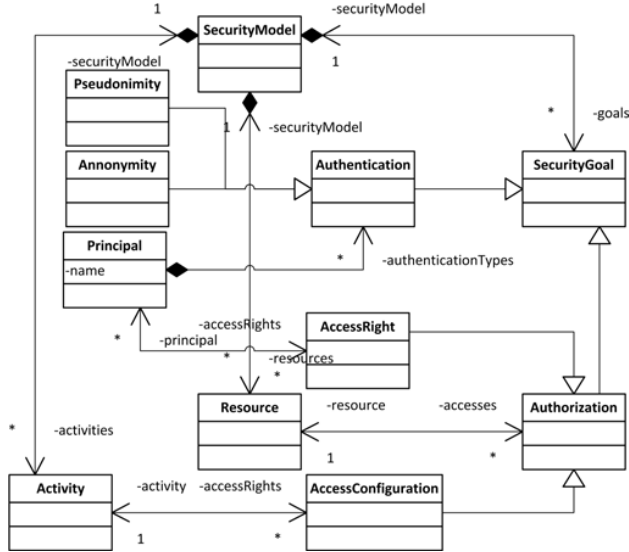 1
SecurityModel
-securityModel
1
-securityModel
Pseudonimity
*
-goals
1
-securityModel
Annonymity
Authentication
SecurityGoal
Principal
-name
*
-authenticationTypes
-accessRights
AccessRight
*
-principal
*
-resources
*
Resource
-resource
-accesses
Authorization
*
-activities
1
*
Activity
-activity
-accessRights
AccessConfiguration
1
*